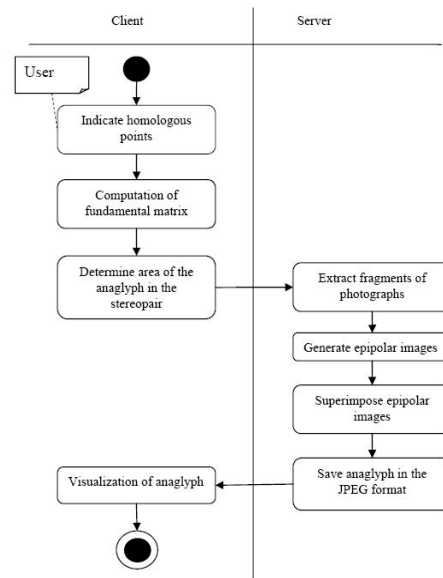 Client
Server
User
Indicate homologous
points
Computation of
fundamental matrix
Determine area of the
anaglyph in the
stereopair
Extract fragments of
photographs
Generate epipolar images
Superimpose epipolar
images
Save anaglyph in the
JPEG format
Visualization of anaglyph